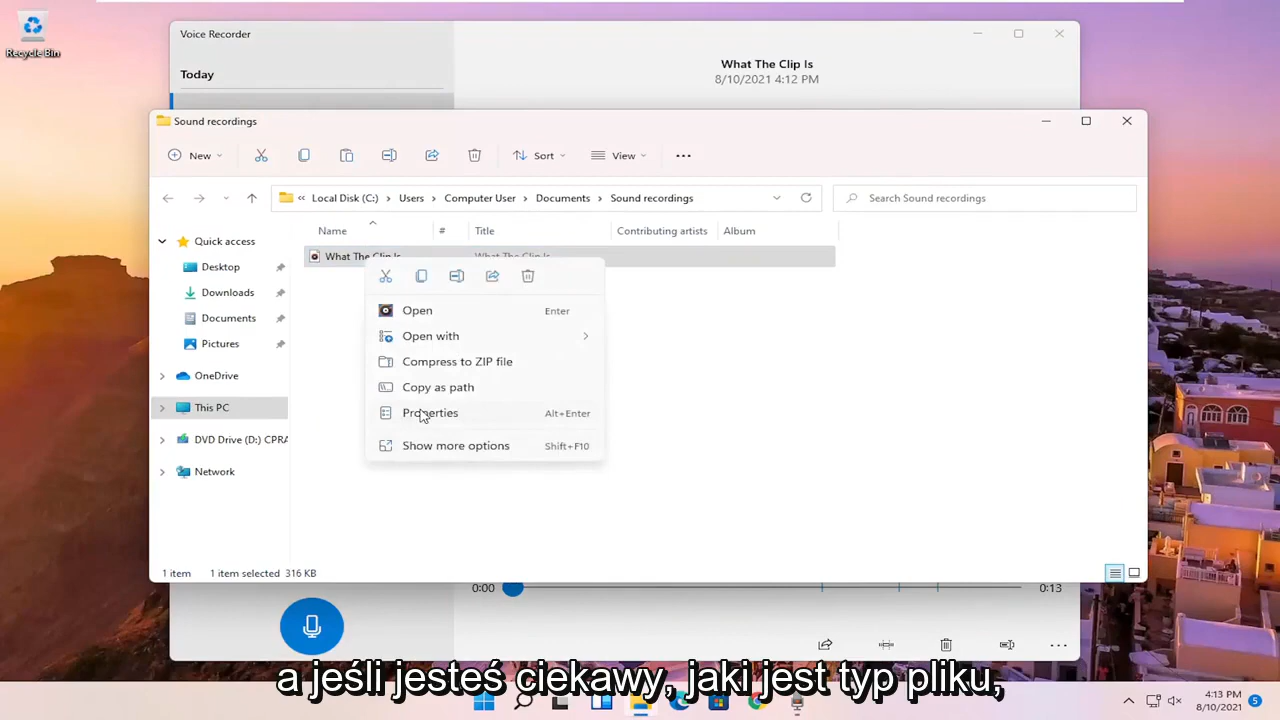 Recycle Bin
Voice Recorder
Today
What The Clip Is
8/10/2021 4:12 PM
Sound recordings
New
Sort
View
Local Disk (C:) Users Computer User Documents Sound recordings
Search Sound recordings
Name # Title Contributing artists Album
What The Clip Is What The Clip Is
Quick access
Desktop
Downloads
Documents
Pictures
OneDrive
This PC
DVD Drive (D:) CPRA
Network
Open Enter
Open with
Compress to ZIP file
Copy as path
Properties Alt+Enter
Show more options Shift+F10
1 item 1 item selected 316 KB
0:00 0:13
a jeśli jesteś ciekawy, jaki jest typ pliku,
4:13 PM
8/10/2021
5